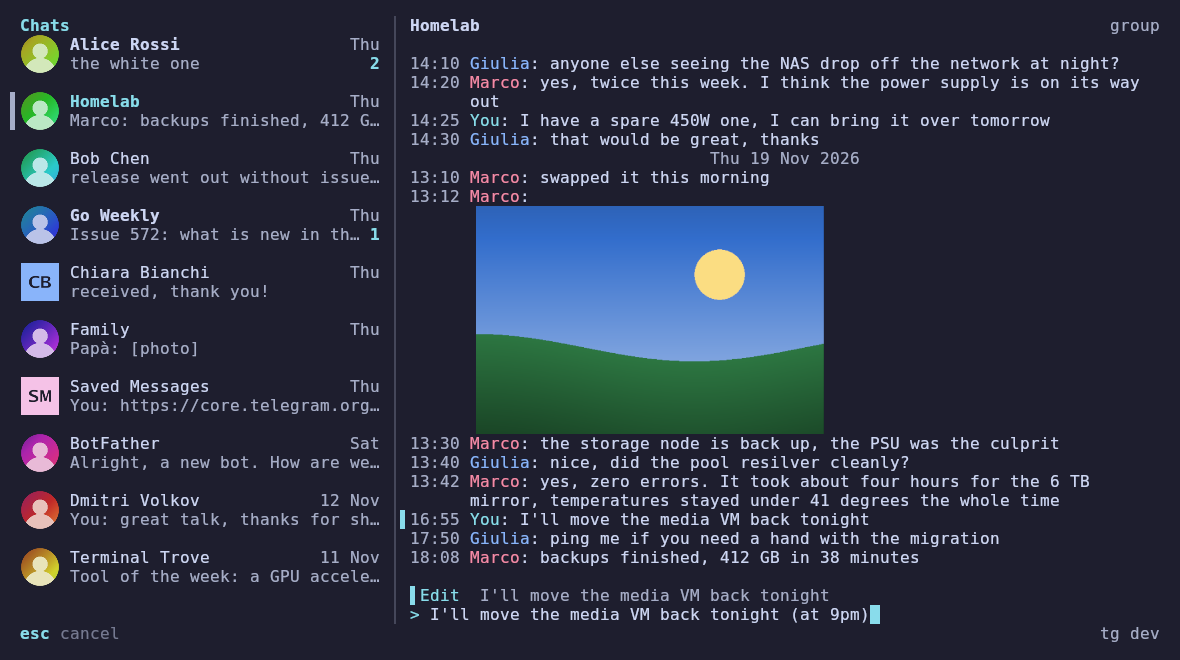 Chats
Alice Rossi Thu
the white one 2
Homelab Thu
Marco: backups finished, 412 G…
Bob Chen Thu
release went out without issue…
Go Weekly Thu
Issue 572: what is new in th… 1
CB
Chiara Bianchi Thu
received, thank you!
Family Thu
Papà: [photo]
SM
Saved Messages Thu
You: https://core.telegram.org…
BotFather Sat
Alright, a new bot. How are we…
Dmitri Volkov 12 Nov
You: great talk, thanks for sh…
Terminal Trove 11 Nov
Tool of the week: a GPU accele…
esc cancel
Homelab group
14:10 Giulia: anyone else seeing the NAS drop off the network at night?
14:20 Marco: yes, twice this week. I think the power supply is on its way
out
14:25 You: I have a spare 450W one, I can bring it over tomorrow
14:30 Giulia: that would be great, thanks
Thu 19 Nov 2026
13:10 Marco: swapped it this morning
13:12 Marco:
13:30 Marco: the storage node is back up, the PSU was the culprit
13:40 Giulia: nice, did the pool resilver cleanly?
13:42 Marco: yes, zero errors. It took about four hours for the 6 TB
mirror, temperatures stayed under 41 degrees the whole time
16:55 You: I'll move the media VM back tonight
17:50 Giulia: ping me if you need a hand with the migration
18:08 Marco: backups finished, 412 GB in 38 minutes
Edit I'll move the media VM back tonight
> I'll move the media VM back tonight (at 9pm)
tg dev